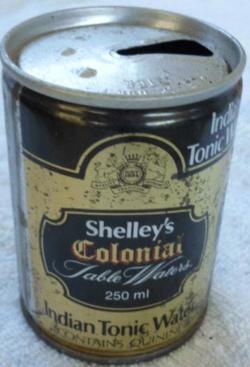 Shelley's
Colonial
Table Waters
250 ml
Indian Tonic Water
CONTAINS QUININE
Indian
Tonic W